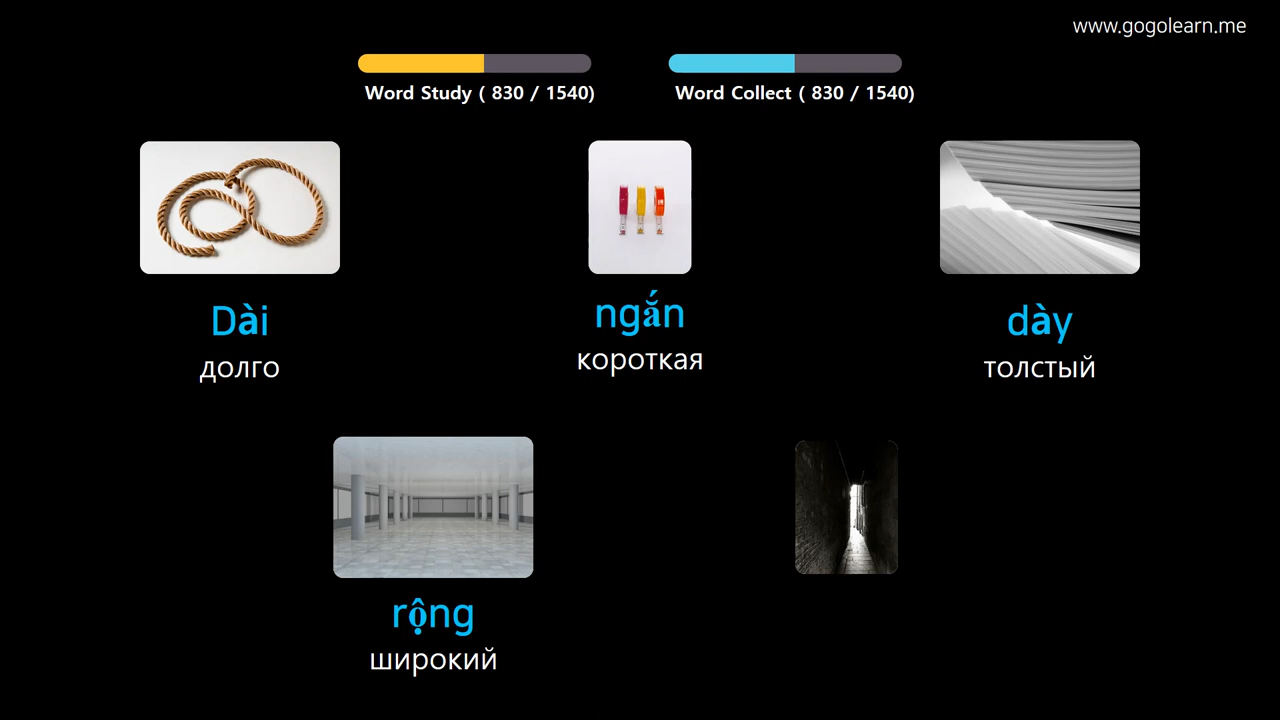 www.gogolearn.me
Word Study ( 830 / 1540)
Word Collect ( 830 / 1540)
Dài
долго
ngắn
короткая
dày
толстый
rộng
широкий